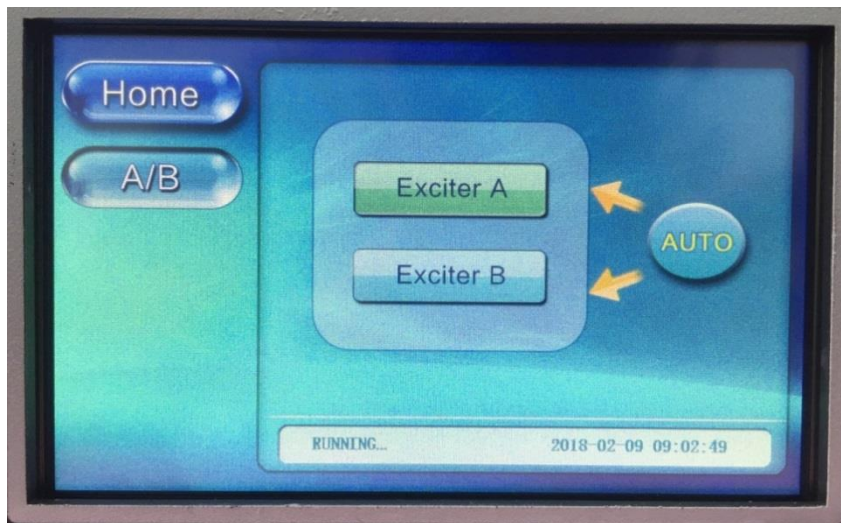 Home
A/B
Exciter A
Exciter B
AUTO
RUNNING... 2018-02-09 09:02:49